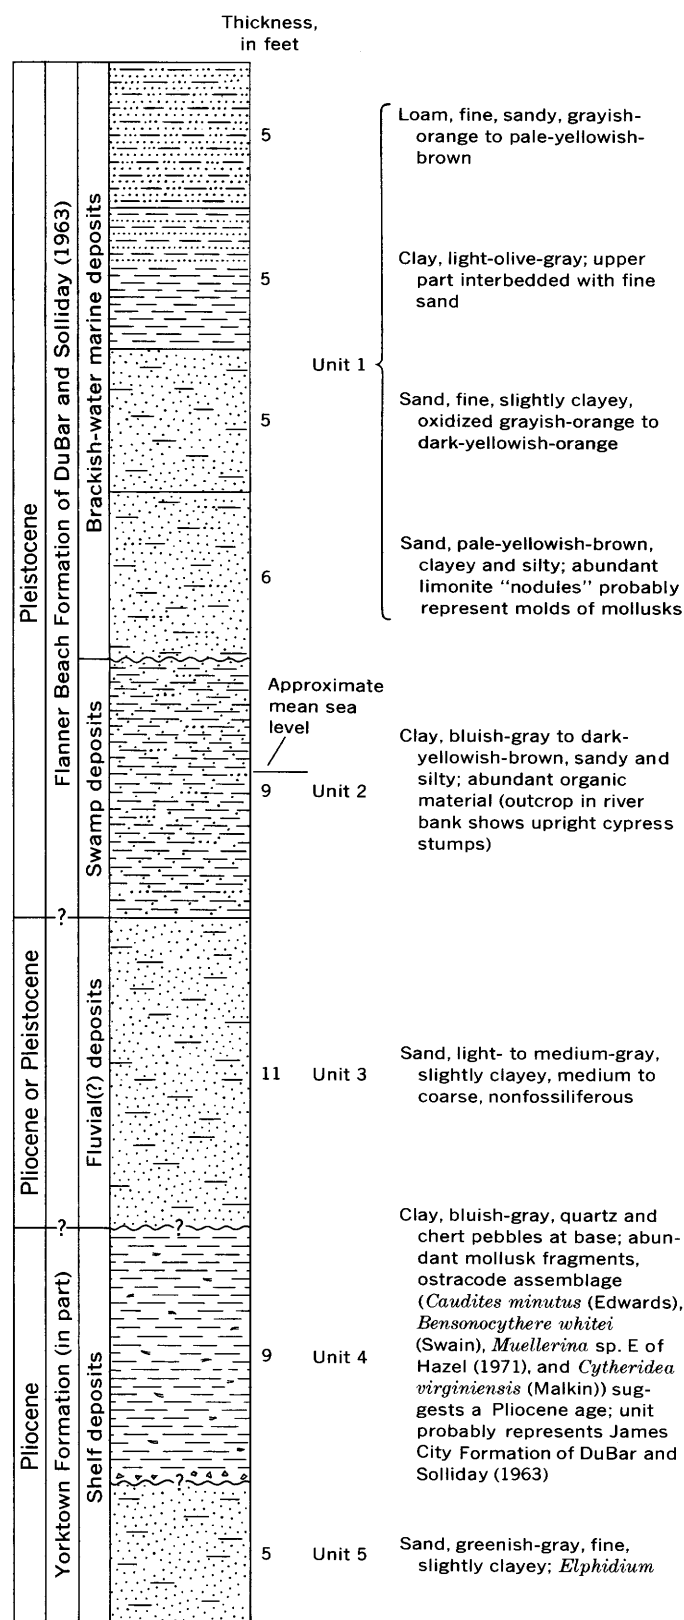 Thickness,
in feet
Pleistocene
Pliocene or Pleistocene
Pliocene
Flanner Beach Formation of DuBar and Solliday (1963)
?
?
Yorktown Formation (in part)
Brackish-water marine deposits
Swamp deposits
Fluvial(?) deposits
Shelf deposits
?
?
5
5
5
6
Approximate
mean sea
level
9
11
9
5
Unit 1
Unit 2
Unit 3
Unit 4
Unit 5
Loam, fine, sandy, grayish-
orange to pale-yellowish-
brown
Clay, light-olive-gray; upper
part interbedded with fine
sand
Sand, fine, slightly clayey,
oxidized grayish-orange to
dark-yellowish-orange
Sand, pale-yellowish-brown,
clayey and silty; abundant
limonite “nodules” probably
represent molds of mollusks
Clay, bluish-gray to dark-
yellowish-brown, sandy and
silty; abundant organic
material (outcrop in river
bank shows upright cypress
stumps)
Sand, light- to medium-gray,
slightly clayey, medium to
coarse, nonfossiliferous
Clay, bluish-gray, quartz and
chert pebbles at base; abun-
dant mollusk fragments,
ostracode assemblage
(Caudites minutus (Edwards),
Bensonocythere whitei
(Swain), Muellerina sp. E of
Hazel (1971), and Cytheridea
virginiensis (Malkin)) sug-
gests a Pliocene age; unit
probably represents James
City Formation of DuBar and
Solliday (1963)
Sand, greenish-gray, fine,
slightly clayey; Elphidium